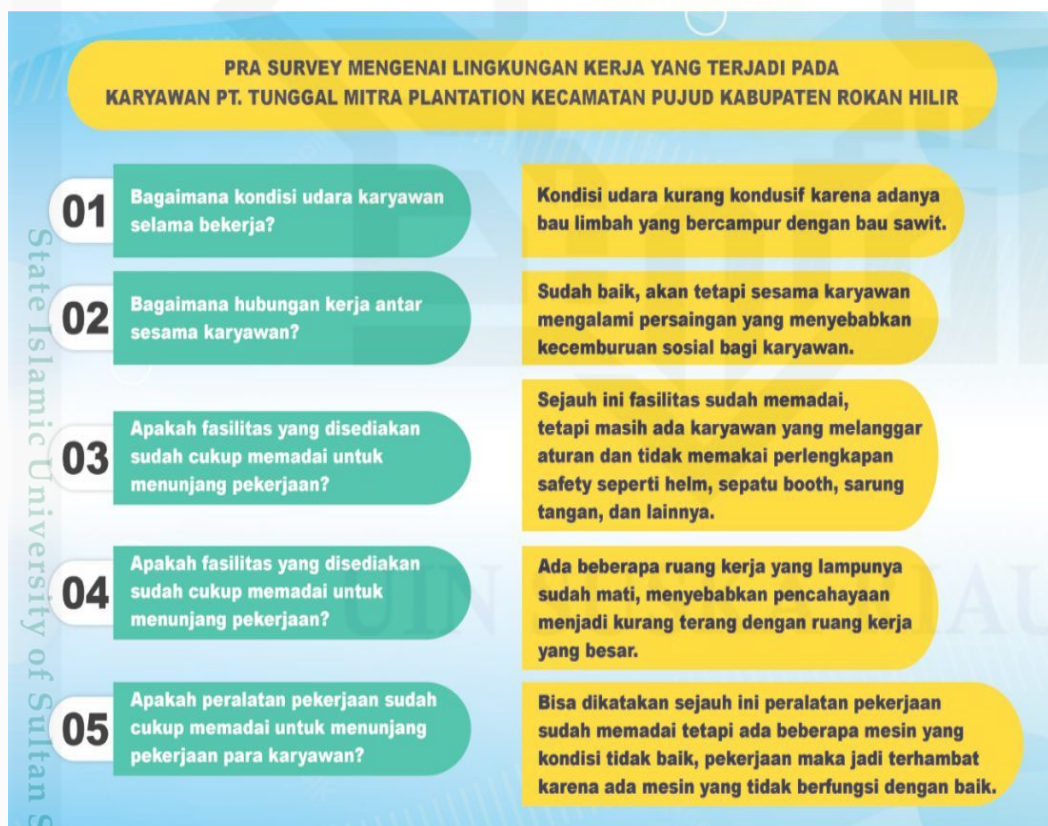 PRA SURVEY MENGENAI LINGKUNGAN KERJA YANG TERJADI PADA
KARYAWAN PT. TUNGGAL MITRA PLANTATION KECAMATAN PUJUD KABUPATEN ROKAN HILIR
01
Bagaimana kondisi udara karyawan
selama bekerja?
Kondisi udara kurang kondusif karena adanya
bau limbah yang bercampur dengan bau sawit.
02
Bagaimana hubungan kerja antar
sesama karyawan?
Sudah baik, akan tetapi sesama karyawan
mengalami persaingan yang menyebabkan
kecemburuan sosial bagi karyawan.
03
Apakah fasilitas yang disediakan
sudah cukup memadai untuk
menunjang pekerjaan?
Sejauh ini fasilitas sudah memadai,
tetapi masih ada karyawan yang melanggar
aturan dan tidak memakai perlengkapan
safety seperti helm, sepatu booth, sarung
tangan, dan lainnya.
04
Apakah fasilitas yang disediakan
sudah cukup memadai untuk
menunjang pekerjaan?
Ada beberapa ruang kerja yang lampunya
sudah mati, menyebabkan pencahayaan
menjadi kurang terang dengan ruang kerja
yang besar.
05
Apakah peralatan pekerjaan sudah
cukup memadai untuk menunjang
pekerjaan para karyawan?
Bisa dikatakan sejauh ini peralatan pekerjaan
sudah memadai tetapi ada beberapa mesin yang
kondisi tidak baik, pekerjaan maka jadi terhambat
karena ada mesin yang tidak berfungsi dengan baik.
State Islamic University of Sultan S
UIN SUSKA RIAU